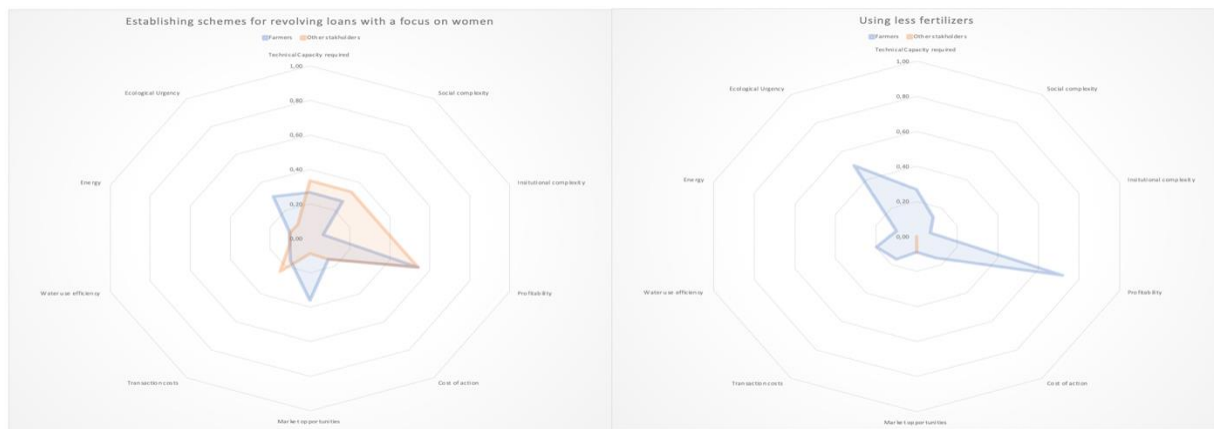 Establishing schemes for revolving loans with a focus on women
Farmers Other stakholders
Technical Capacity required
1,00
Ecological Urgency
Social complexity
0,80
0,60
0,40
Energy
Insitutional complexity
0,20
0,00
Water use efficiency
Profitability
Transaction costs
Cost of action
Market opportunities
Using less fertilizers
Farmers Other stakholders
Technical Capacity required
1,00
Ecological Urgency
Social complexity
0,80
0,60
0,40
Energy
Insitutional complexity
0,20
0,00
Water use efficiency
Profitability
Transaction costs
Cost of action
Market opportunities